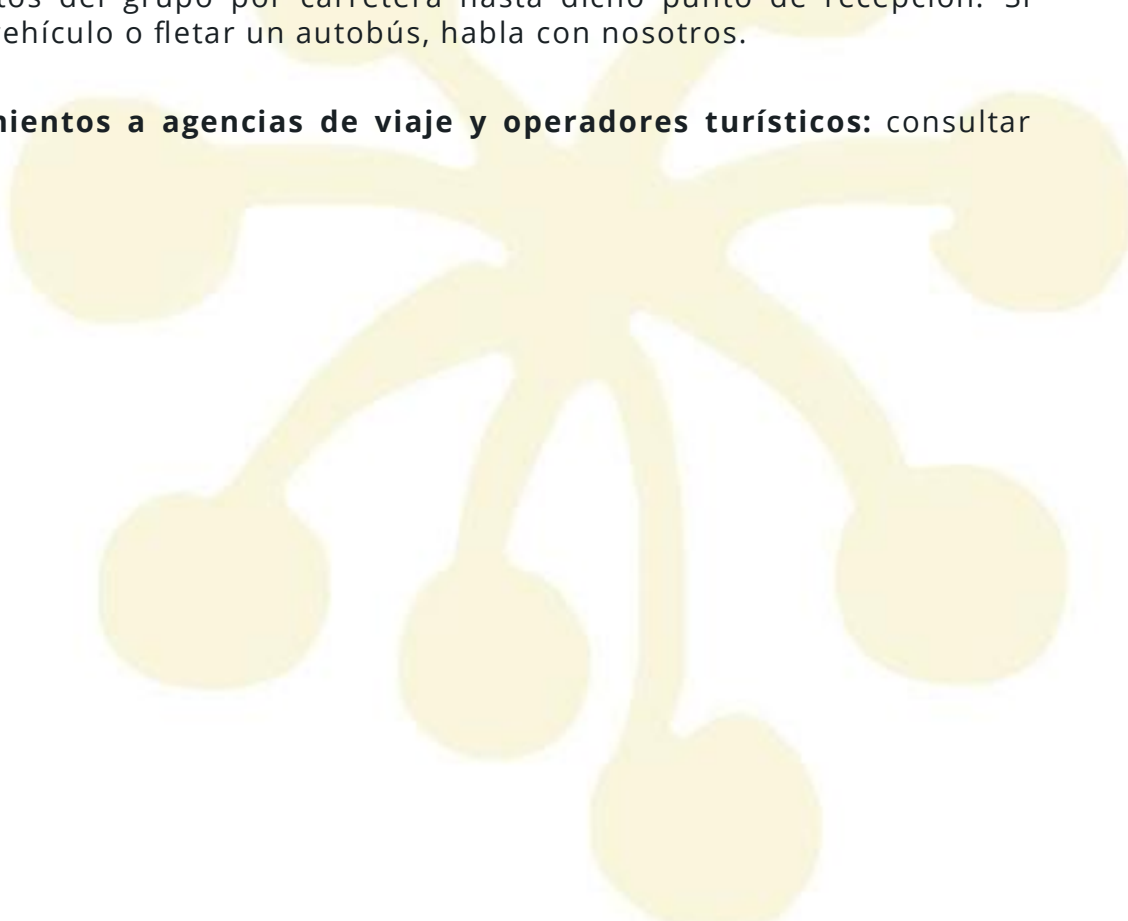 tos del grupo por carretera hasta dicho punto de recepción. Si
ehículo o fletar un autobús, habla con nosotros.
mientos a agencias de viaje y operadores turísticos: consultar